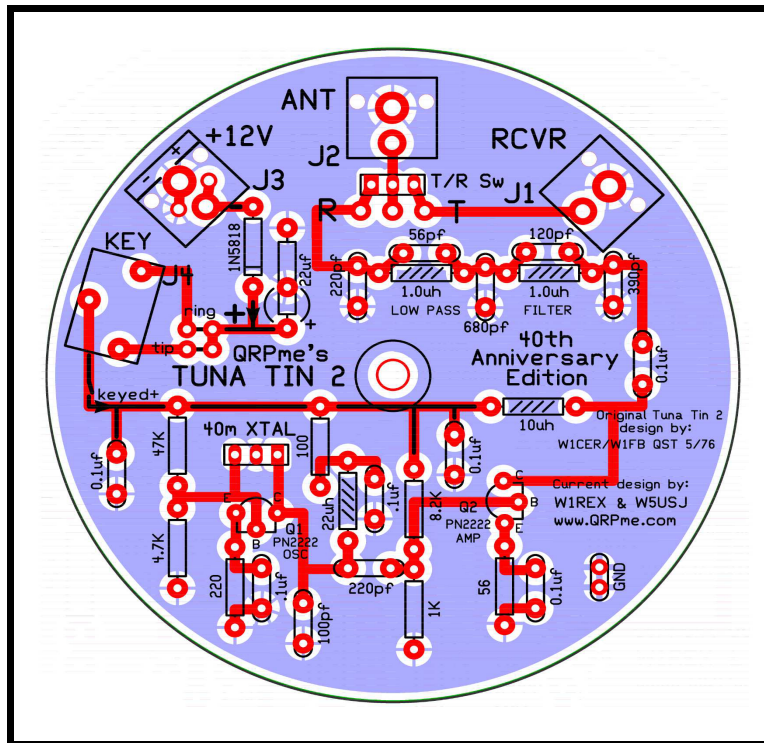 ANT
+12V
RCVR
+
-
J2
J3
T/R Sw
J1
R
T
KEY
J4
1N5818
22uf
56pf
120pf
220pf
390pf
1.0uh
1.0uh
LOW PASS
FILTER
680pf
ring
+
+
tip
QRPme's
TUNA TIN 2
40th
Anniversary
Edition
0.1uf
keyed+
10uh
Original Tuna Tin 2
design by:
W1CER/W1FB QST 5/76
47K
40m XTAL
100
0.1uf
0.1uf
22uh
.1uf
8.2K
Q2
PN2222
AMP
C
B
E
Current design by:
W1REX & W5USJ
www.QRPme.com
E
C
B
Q1
PN2222
OSC
4.7K
220
.1uf
220pf
100pf
1K
56
0.1uf
GND